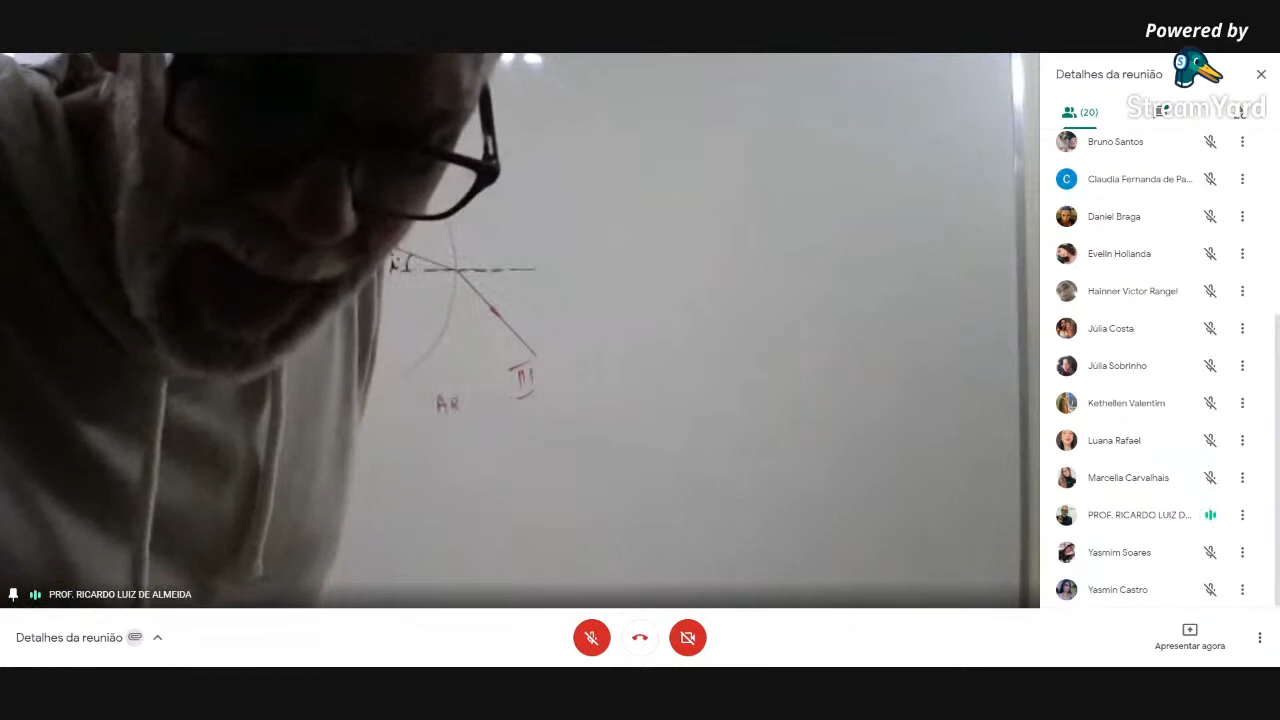 Powered by
StreamYard
Detalhes da reunião
(20)
Bruno Santos
Claudia Fernanda de Pa...
Daniel Braga
Evelin Hollanda
Hainner Victor Rangel
Júlia Costa
Júlia Sobrinho
Kethellen Valentim
Luana Rafael
Marcella Carvalhais
PROF. RICARDO LUIZ D...
Yasmim Soares
Yasmin Castro
III
AR
PROF. RICARDO LUIZ DE ALMEIDA
Detalhes da reunião
Apresentar agora